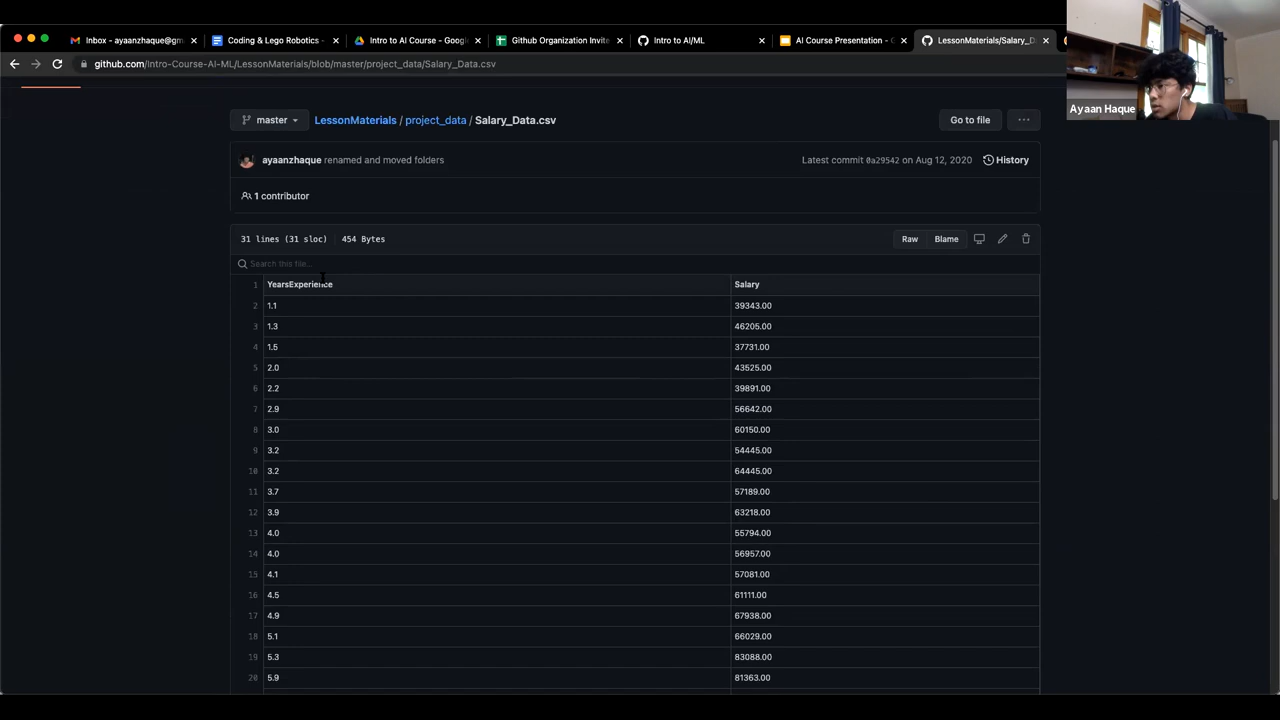 Inbox - ayaanzhaque@gm
Coding & Lego Robotics -
Intro to AI Course - Google
Github Organization Invite
Intro to AI/ML
AI Course Presentation - G
LessonMaterials/Salary_D
github.com/Intro-Course-AI-ML/LessonMaterials/blob/master/project_data/Salary_Data.csv
Ayaan Haque
master
LessonMaterials / project_data / Salary_Data.csv
Go to file
ayaanzhaque renamed and moved folders
Latest commit 0a29542 on Aug 12, 2020
History
1 contributor
31 lines (31 sloc) | 454 Bytes
Raw
Blame
Search this file...
1 YearsExperience Salary
2 1.1 39343.00
3 1.3 46205.00
4 1.5 37731.00
5 2.0 43525.00
6 2.2 39891.00
7 2.9 56642.00
8 3.0 60150.00
9 3.2 54445.00
10 3.2 64445.00
11 3.7 57189.00
12 3.9 63218.00
13 4.0 55794.00
14 4.0 56957.00
15 4.1 57081.00
16 4.5 61111.00
17 4.9 67938.00
18 5.1 66029.00
19 5.3 83088.00
20 5.9 81363.00